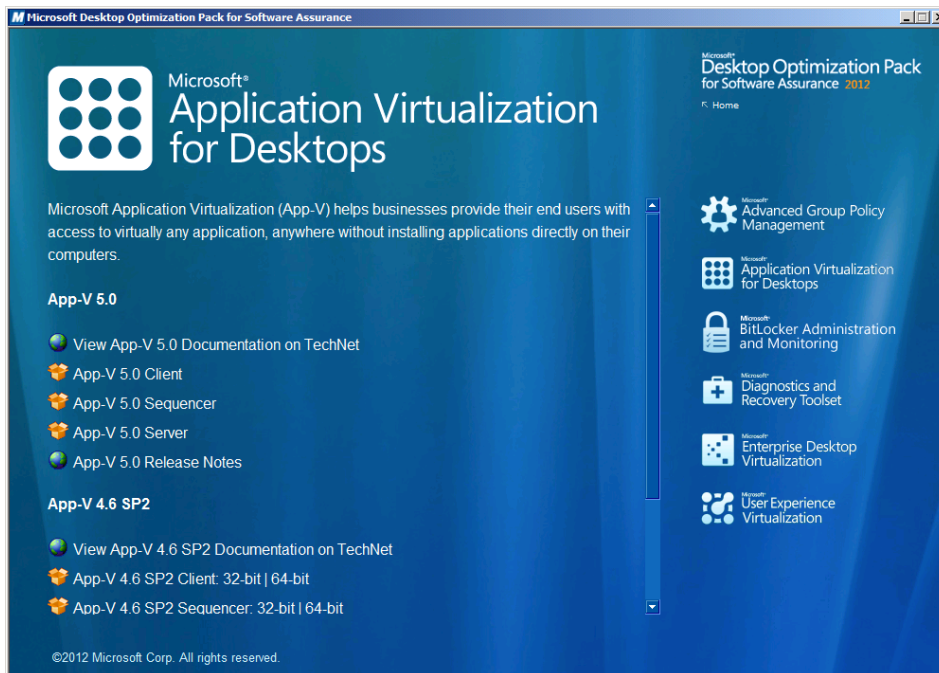 Microsoft Desktop Optimization Pack for Software Assurance
Microsoft®
Application Virtualization
for Desktops
Microsoft Application Virtualization (App-V) helps businesses provide their end users with
access to virtually any application, anywhere without installing applications directly on their
computers.
App-V 5.0
View App-V 5.0 Documentation on TechNet
App-V 5.0 Client
App-V 5.0 Sequencer
App-V 5.0 Server
App-V 5.0 Release Notes
App-V 4.6 SP2
View App-V 4.6 SP2 Documentation on TechNet
App-V 4.6 SP2 Client: 32-bit | 64-bit
App-V 4.6 SP2 Sequencer: 32-bit | 64-bit
©2012 Microsoft Corp. All rights reserved.
Microsoft®
Desktop Optimization Pack
for Software Assurance 2012
Home
Microsoft®
Advanced Group Policy
Management
Microsoft®
Application Virtualization
for Desktops
Microsoft®
BitLocker Administration
and Monitoring
Microsoft®
Diagnostics and
Recovery Toolset
Microsoft®
Enterprise Desktop
Virtualization
Microsoft®
User Experience
Virtualization